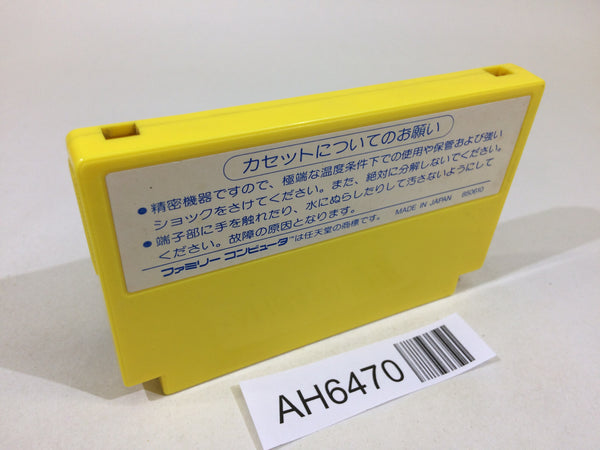 カセットについてのお願い
●精密機器ですので、極端な温度条件下での使用や保管および強い
ショックをさけてください。また、絶対に分解しないでください。
●端子部に手を触れたり、水にぬらしたりして汚さないようにして
ください。故障の原因となります。
MADE IN JAPAN 850610
ファミリー コンピュータ™は任天堂の商標です。
AH6470